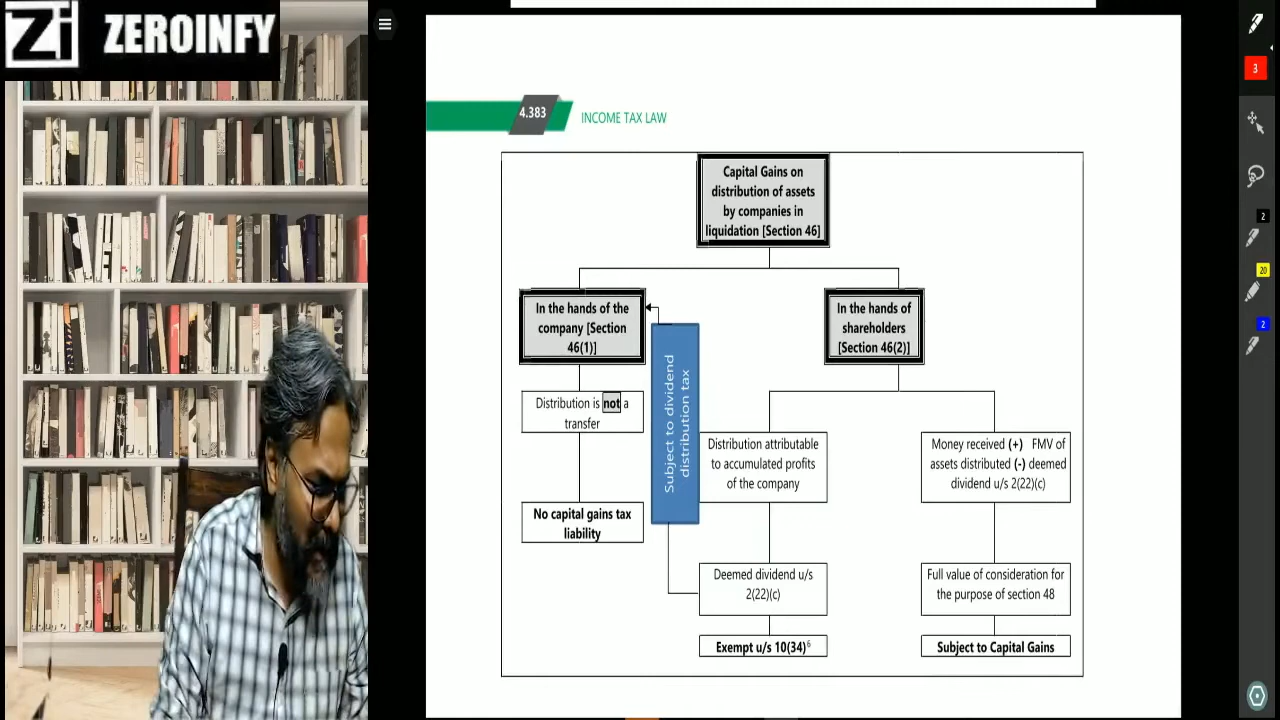 Zi ZEROINFY
4.383
INCOME TAX LAW
Capital Gains on
distribution of assets
by companies in
liquidation [Section 46]
In the hands of the
company [Section
46(1)]
In the hands of
shareholders
[Section 46(2)]
Distribution is not a
transfer
No capital gains tax
liability
Subject to dividend
distribution tax
Distribution attributable
to accumulated profits
of the company
Money received (+) FMV of
assets distributed (-) deemed
dividend u/s 2(22)(c)
Deemed dividend u/s
2(22)(c)
Full value of consideration for
the purpose of section 48
Exempt u/s 10(34)6
Subject to Capital Gains
3
2
20
2